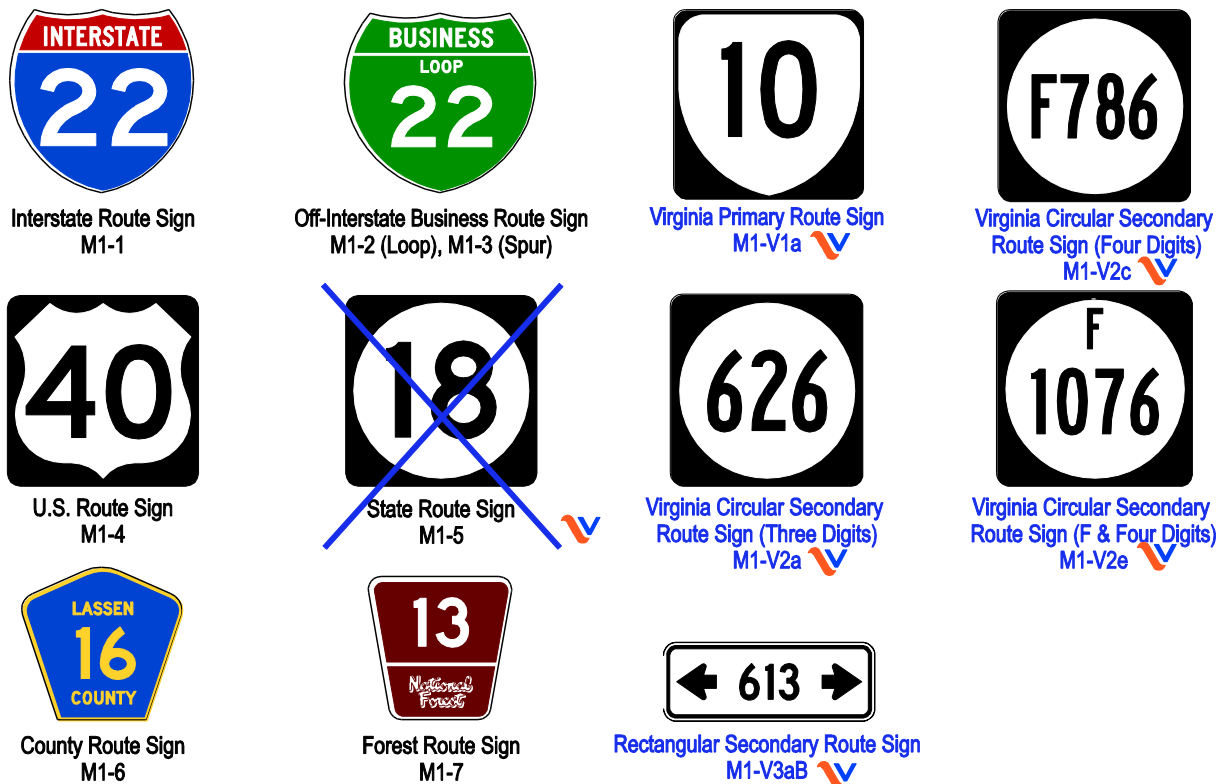 INTERSTATE
22
Interstate Route Sign
M1-1
BUSINESS
LOOP
22
Off-Interstate Business Route Sign
M1-2 (Loop), M1-3 (Spur)
10
Virginia Primary Route Sign
M1-V1a
F786
Virginia Circular Secondary
Route Sign (Four Digits)
M1-V2c
40
U.S. Route Sign
M1-4
18
State Route Sign
M1-5
626
Virginia Circular Secondary
Route Sign (Three Digits)
M1-V2a
F
1076
Virginia Circular Secondary
Route Sign (F & Four Digits)
M1-V2e
LASSEN
16
COUNTY
County Route Sign
M1-6
13
National
Forest
Forest Route Sign
M1-7
613
Rectangular Secondary Route Sign
M1-V3aB